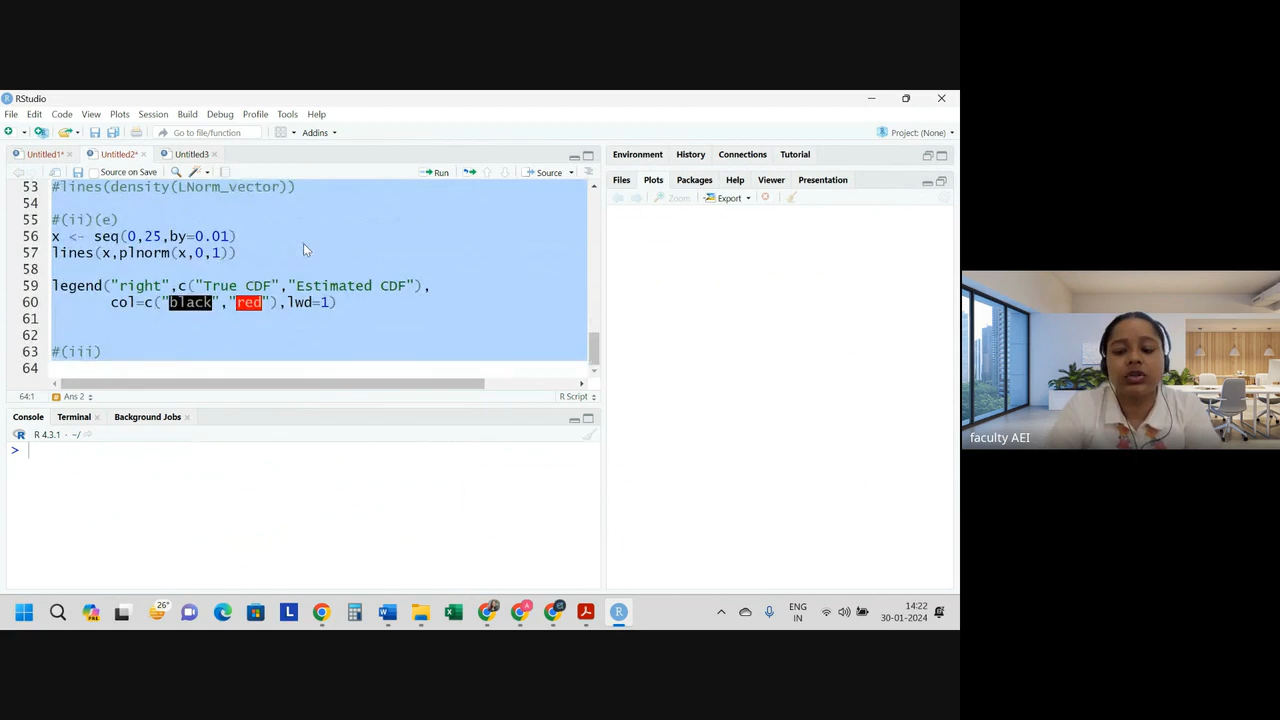 RStudio
File Edit Code View Plots Session Build Debug Profile Tools Help
Go to file/function Addins Project: (None)
Untitled1* Untitled2* Untitled3
Source on Save Run Source
53 #lines(density(LNorm_vector))
54
55 #(ii)(e)
56 x <- seq(0,25,by=0.01)
57 lines(x,plnorm(x,0,1))
58
59 legend("right",c("True CDF","Estimated CDF"),
60 col=c("black","red"),lwd=1)
61
62
63 #(iii)
64
64:1 Ans 2 R Script
Console Terminal Background Jobs
R 4.3.1 · ~/
>
Environment History Connections Tutorial
Files Plots Packages Help Viewer Presentation
Zoom Export
faculty AEI
26°
ENG
IN
14:22
30-01-2024